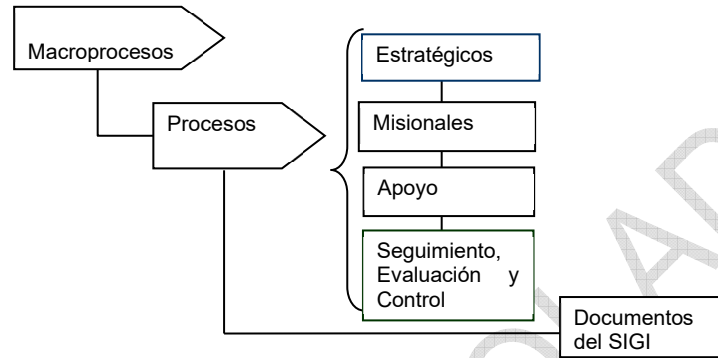 Macroprocesos
Procesos
Estratégicos
Misionales
Apoyo
Seguimiento,
Evaluación y
Control
Documentos
del SIGI